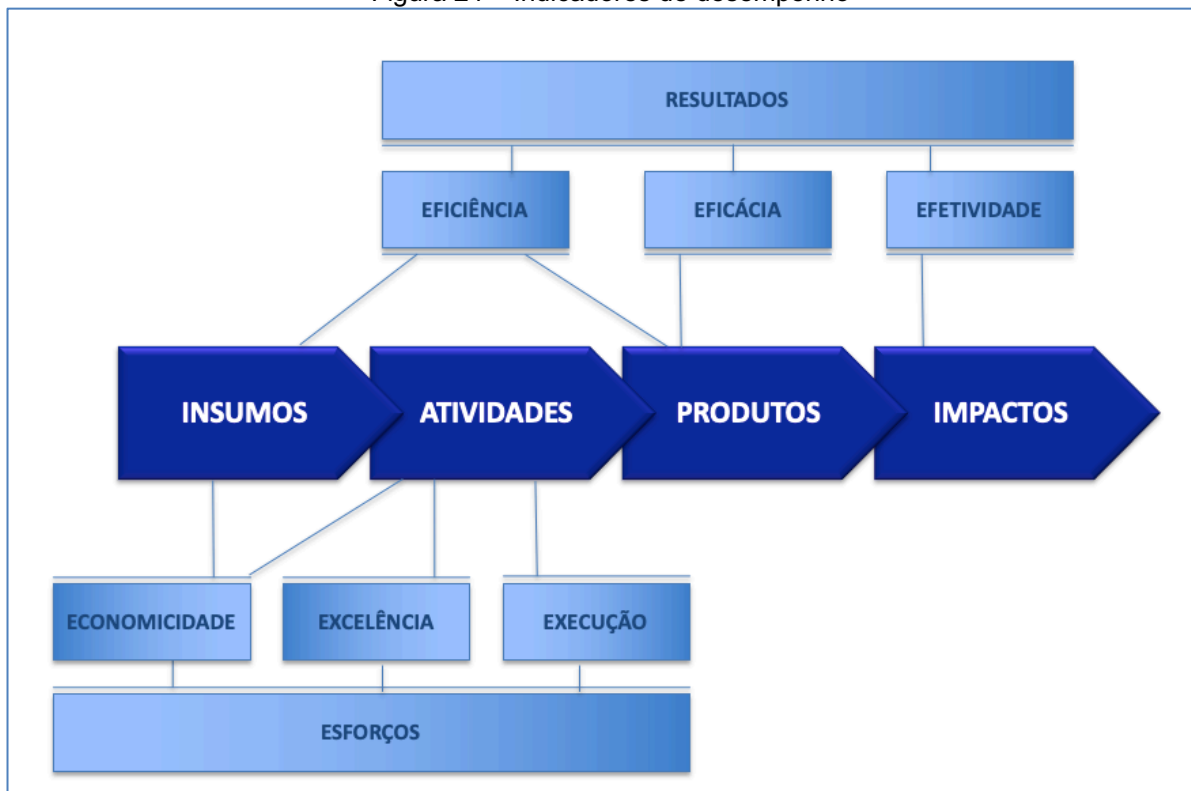 RESULTADOS
EFICIÊNCIA
EFICÁCIA
EFETIVIDADE
INSUMOS
ATIVIDADES
PRODUTOS
IMPACTOS
ECONOMICIDADE
EXCELÊNCIA
EXECUÇÃO
ESFORÇOS